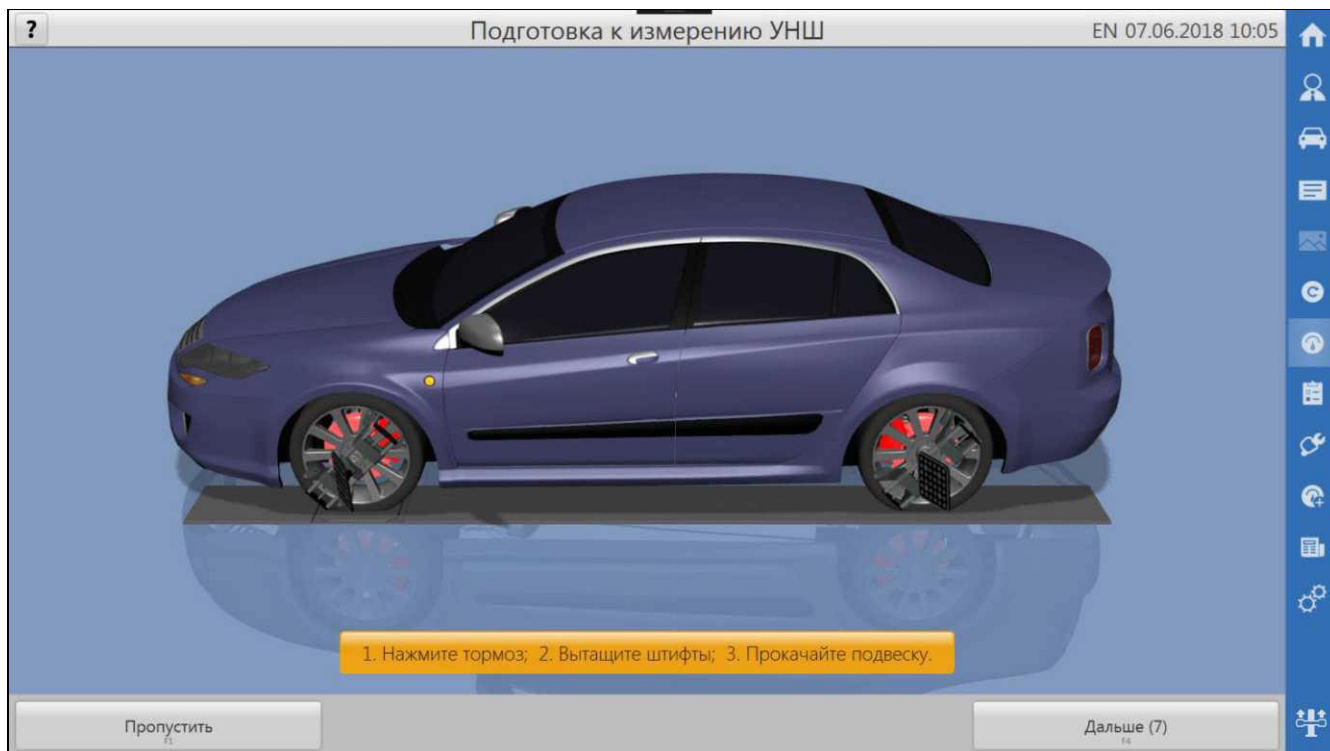 ?
Подготовка к измерению УНШ
EN 07.06.2018 10:05
1. Нажмите тормоз; 2. Вытащите штифты; 3. Прокачайте подвеску.
Пропустить
F1
Дальше (7)
F4